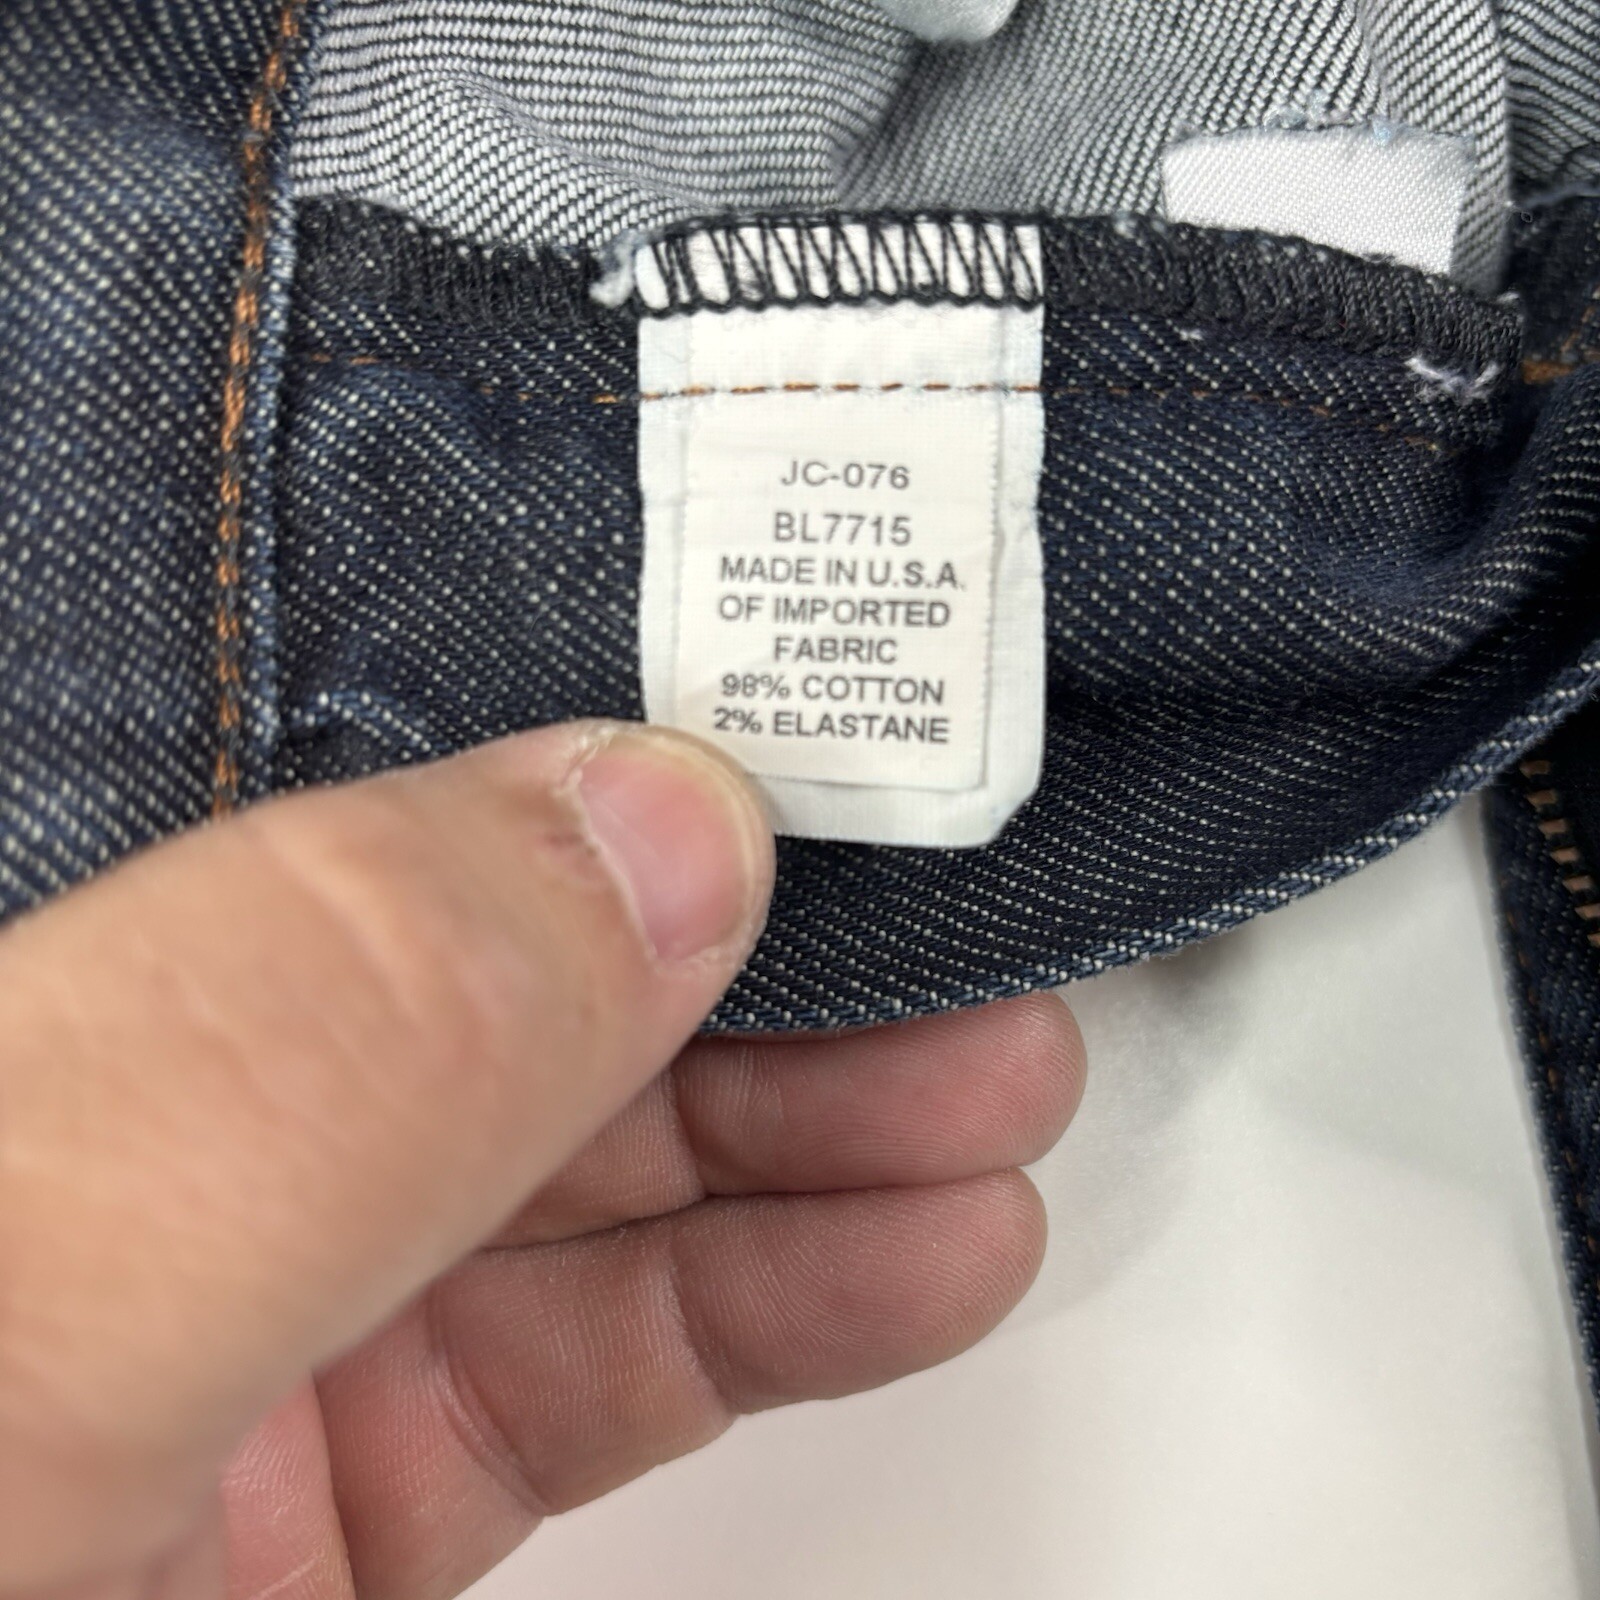 JC-076
BL7715
MADE IN U.S.A.
OF IMPORTED
FABRIC
98% COTTON
2% ELASTANE